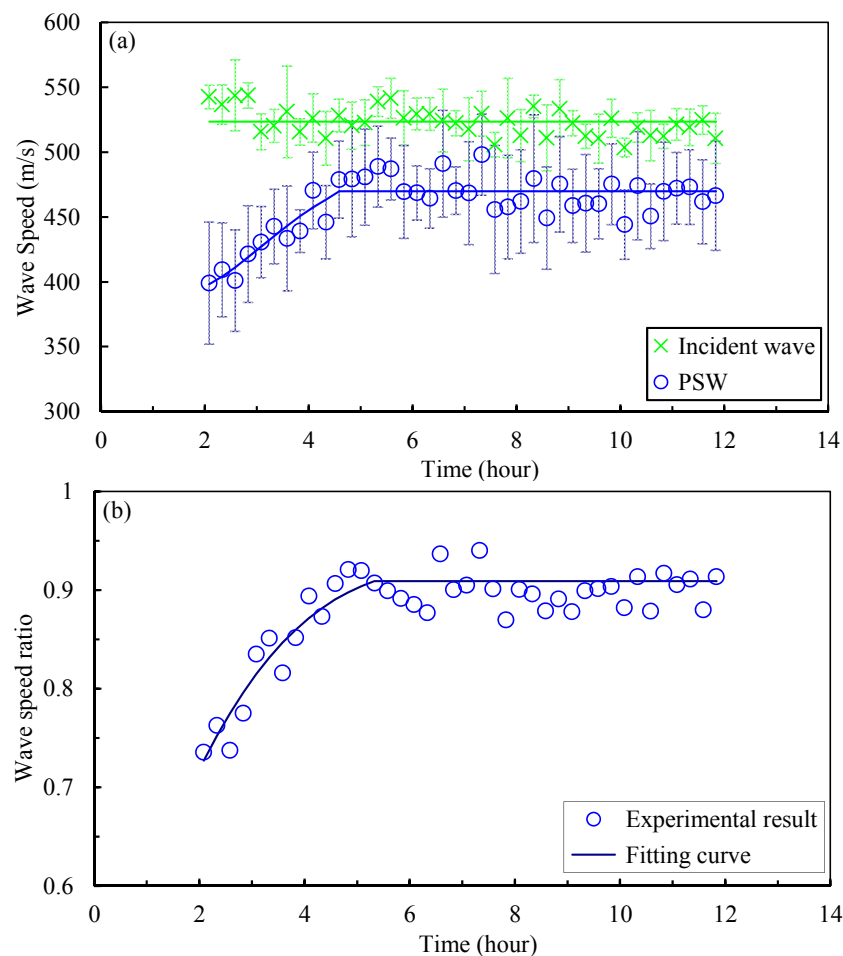 (a)
600
550
500
450
400
350
300
Wave Speed (m/s)
Incident wave
PSW
0 2 4 6 8 10 12 14
Time (hour)
(b)
1
0.9
0.8
0.7
0.6
Wave speed ratio
Experimental result
Fitting curve
0 2 4 6 8 10 12 14
Time (hour)